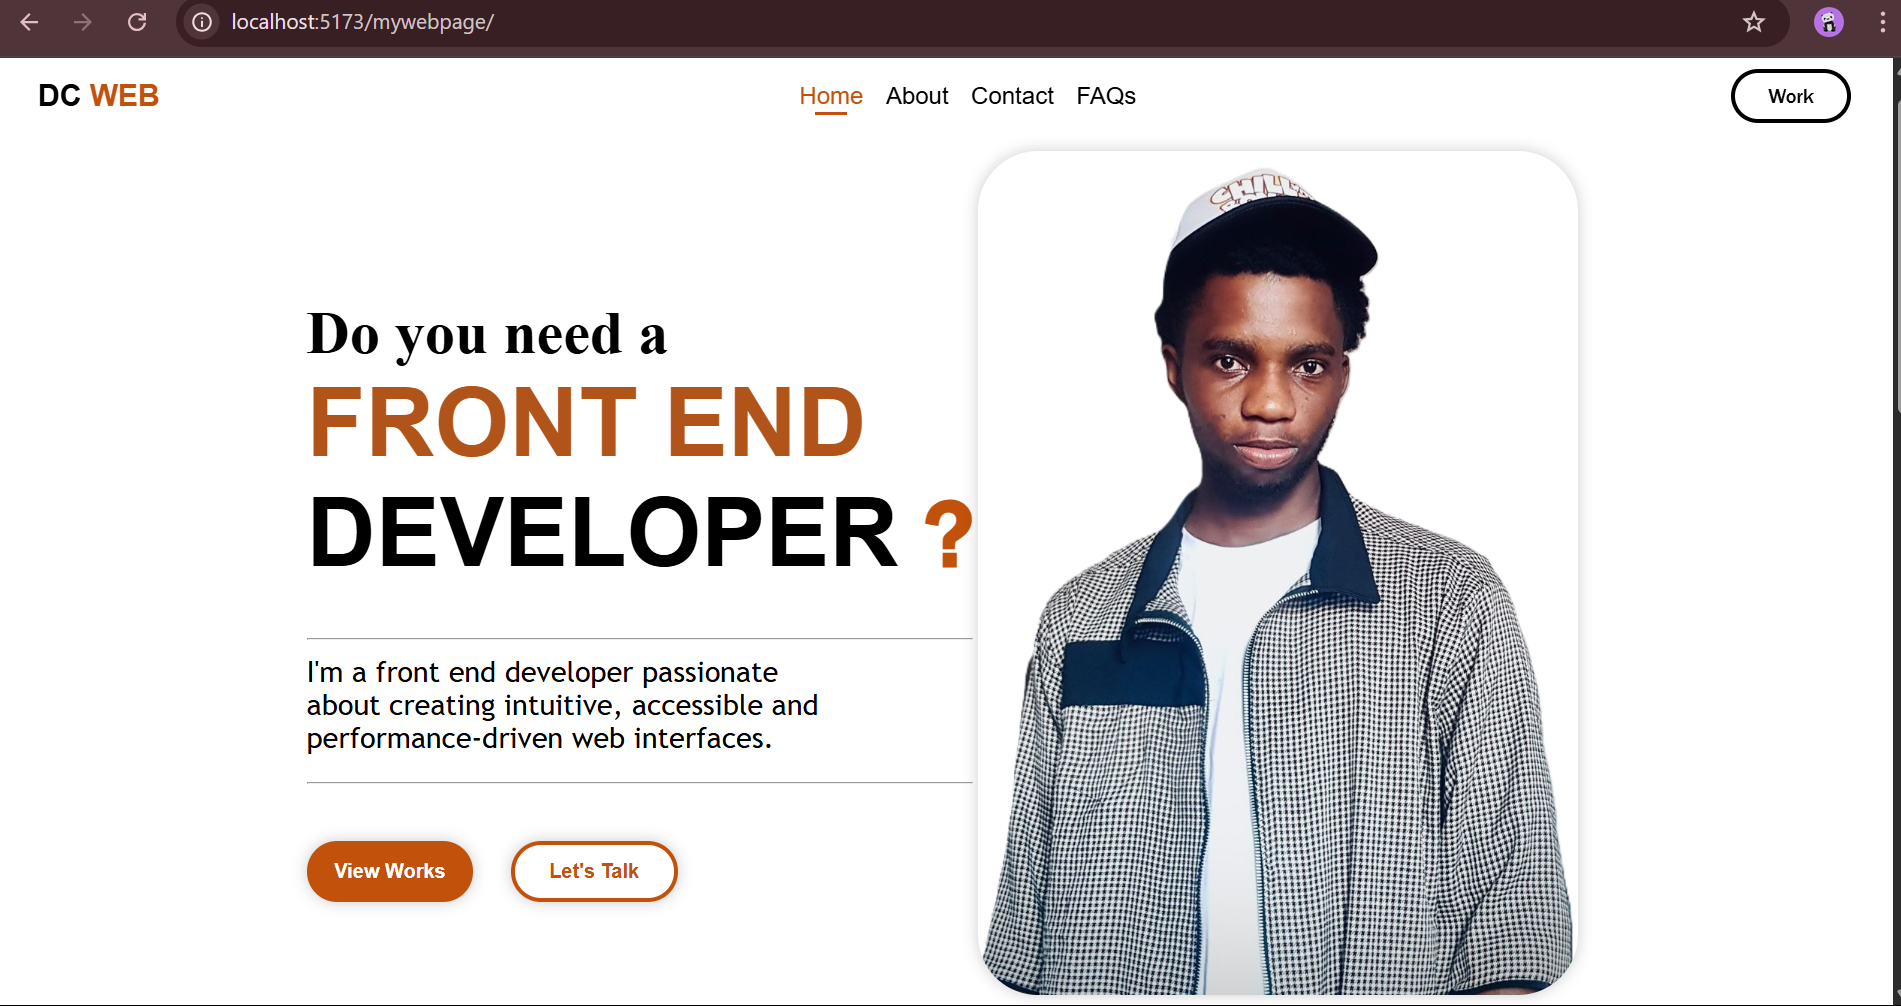 localhost:5173/mywebpage/
DC WEB
Home About Contact FAQs
Work
CHILL
Do you need a
FRONT END
DEVELOPER ?
I'm a front end developer passionate
about creating intuitive, accessible and
performance-driven web interfaces.
View Works
Let's Talk